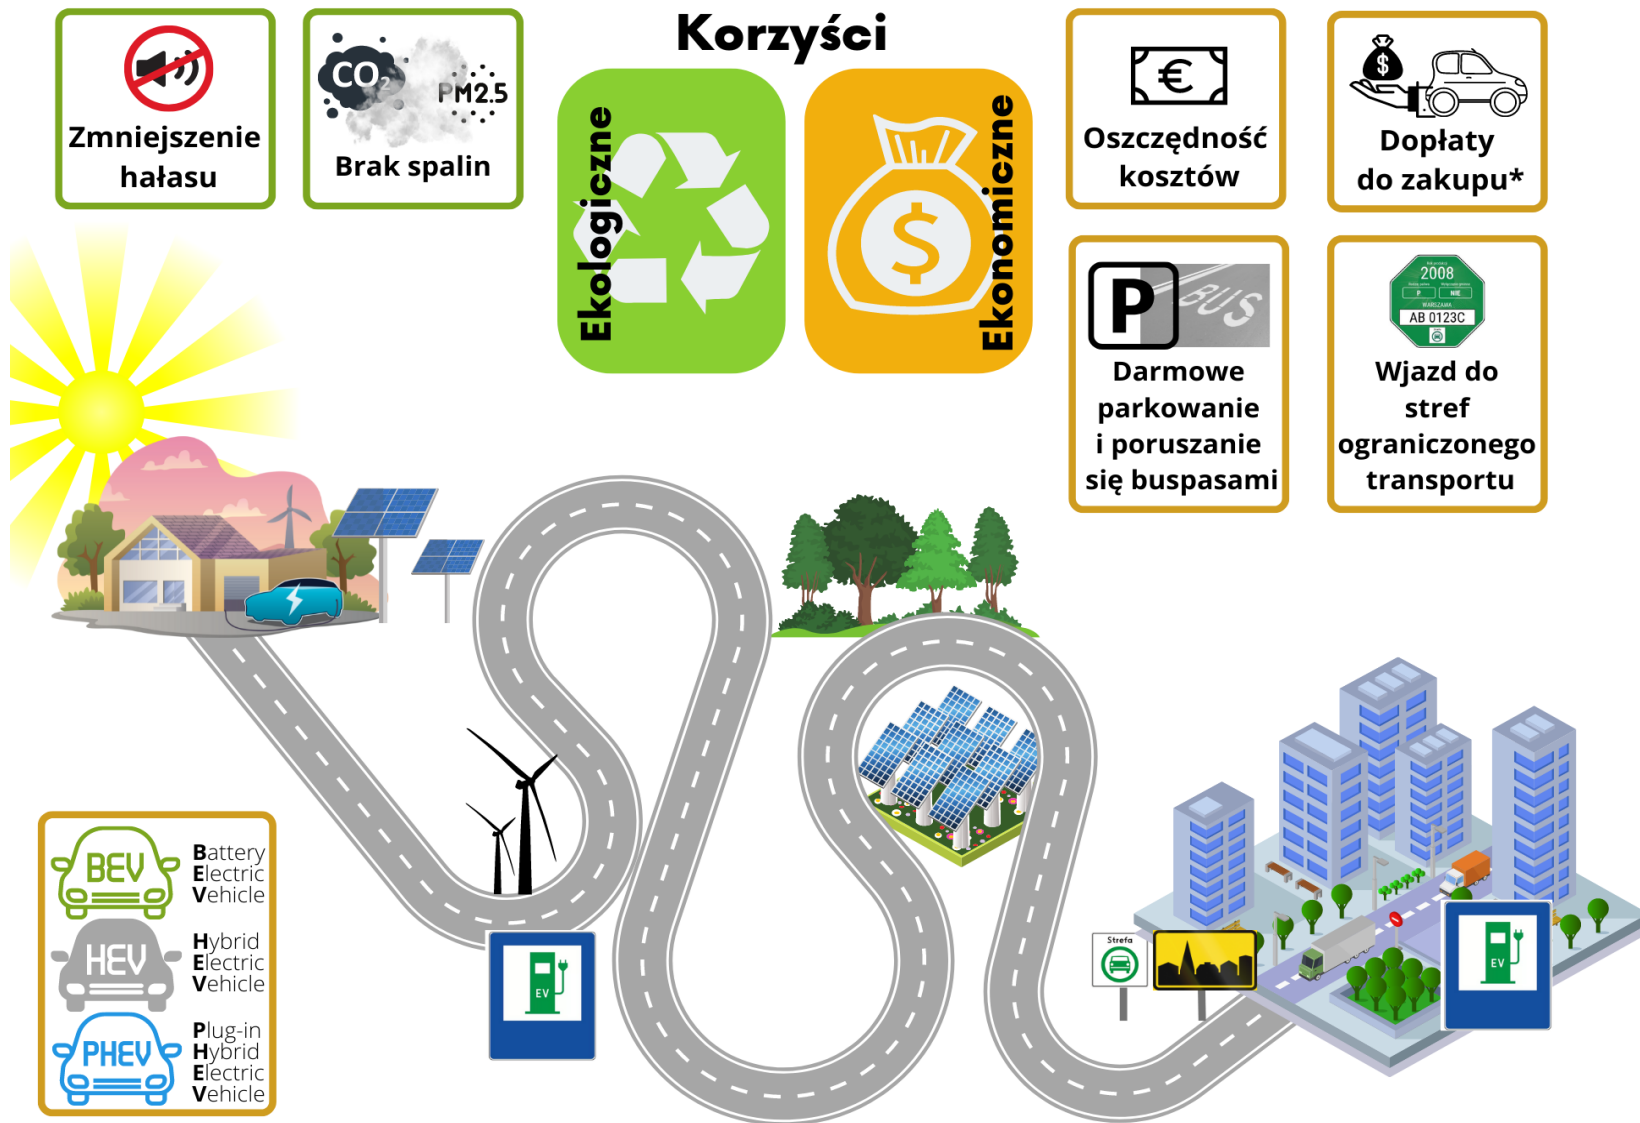 Korzyści
Zmniejszenie
hałasu
CO2
PM2.5
Brak spalin
Ekologiczne
$
Ekonomiczne
€
Oszczędność
kosztów
$
Dopłaty
do zakupu*
P
BUS
Darmowe
parkowanie
i poruszanie
się buspasami
2008
P
NIE
WARSZAWA
AB 0123C
Wjazd do
stref
ograniczonego
transportu
BEV
Battery
Electric
Vehicle
HEV
Hybrid
Electric
Vehicle
PHEV
Plug-in
Hybrid
Electric
Vehicle
EV
Strefa
EV